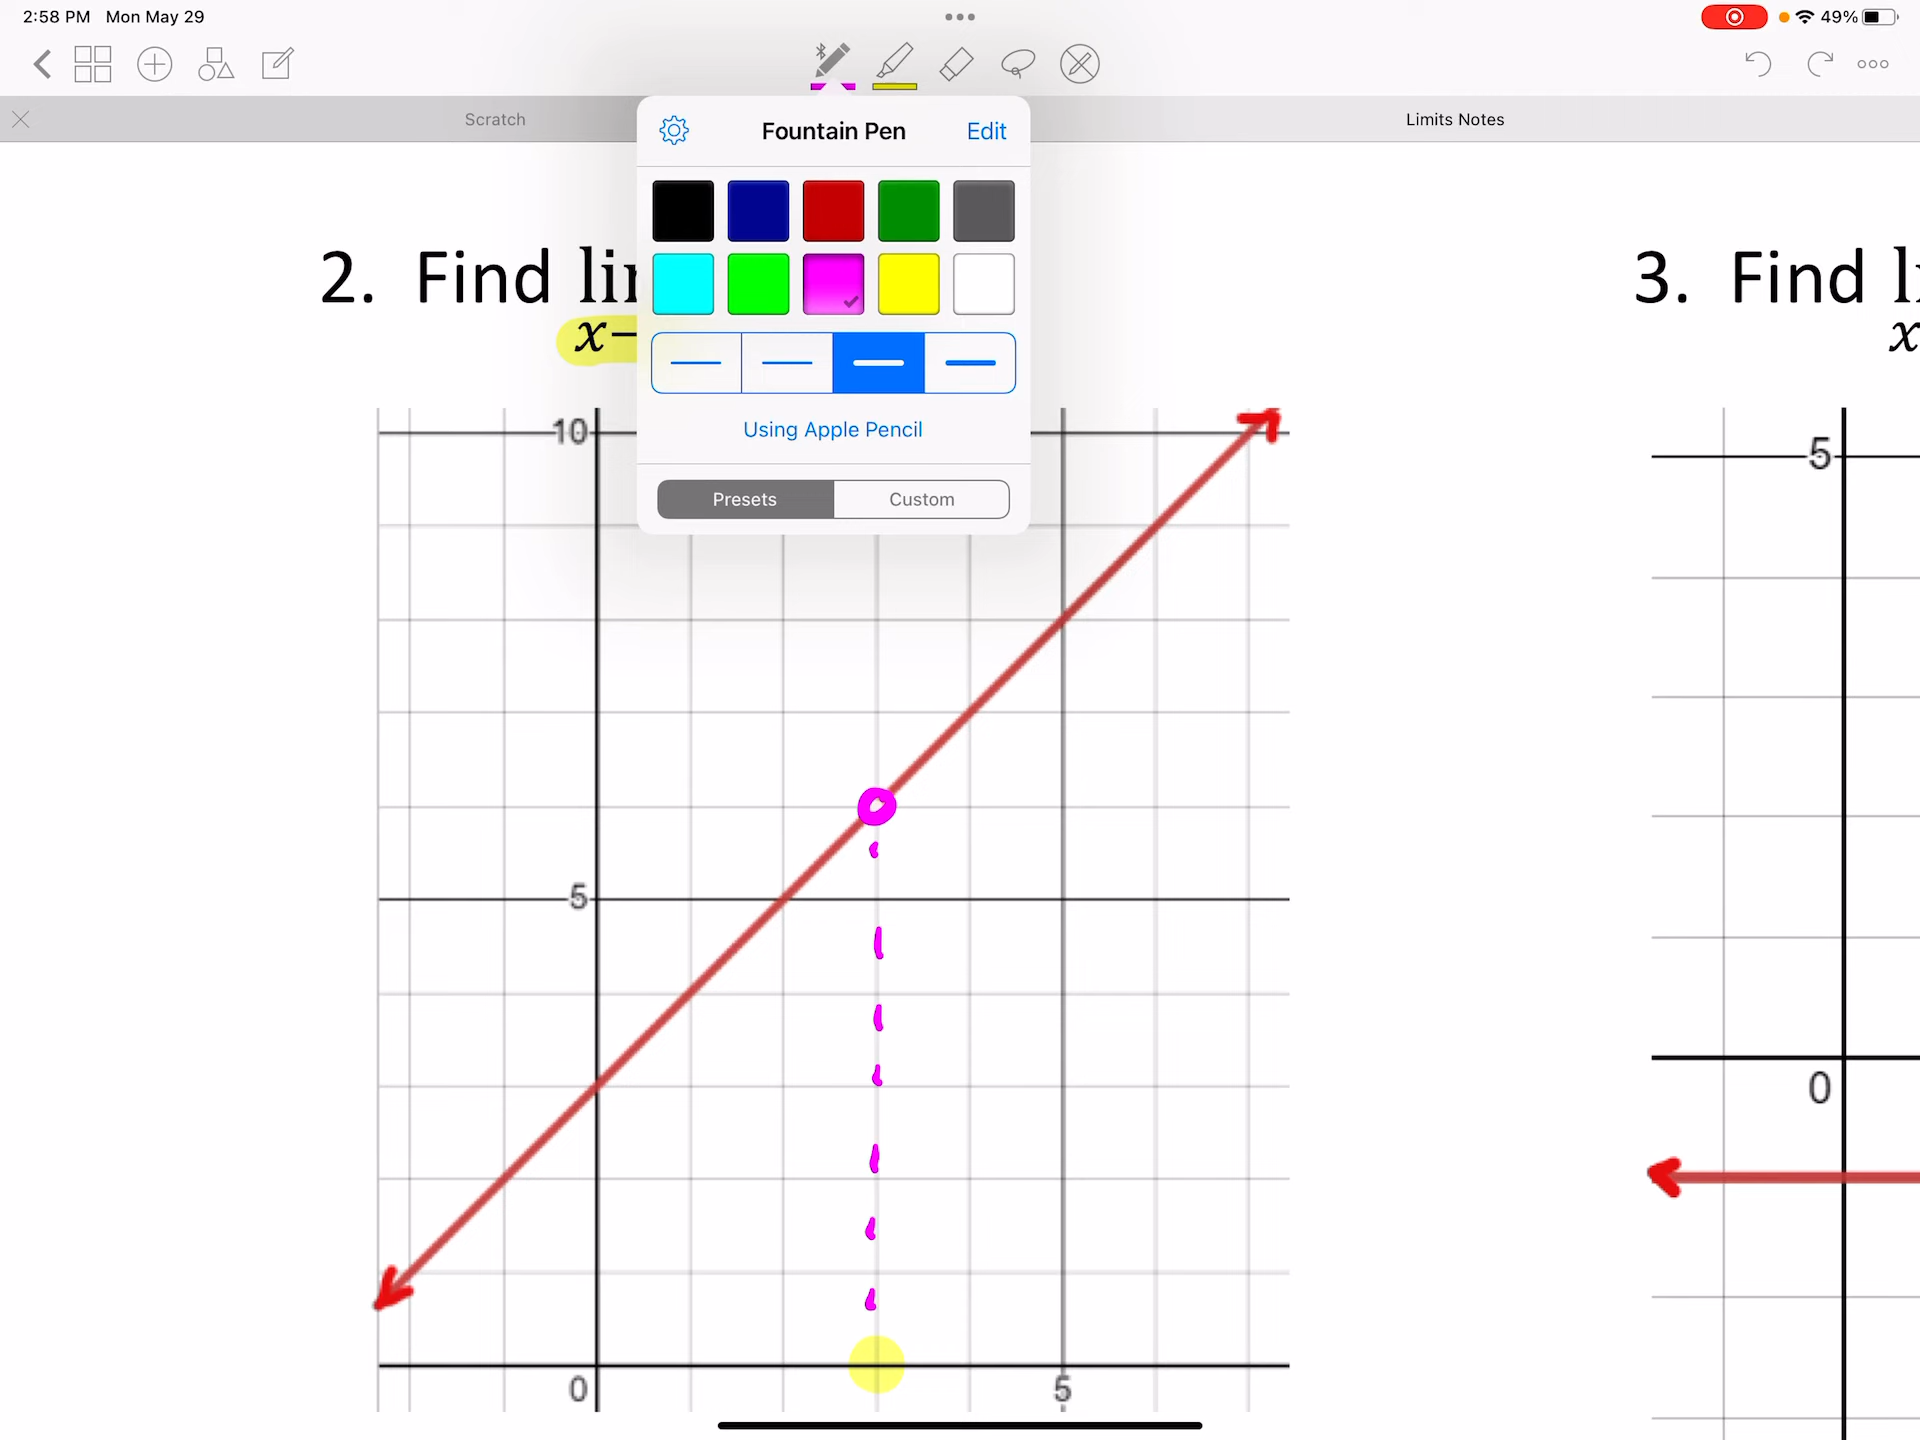 2:58 PM Mon May 29
49%
Scratch
Limits Notes
Fountain Pen
Edit
Using Apple Pencil
Presets
Custom
2. Find
x
10
5
0
5
3. Find
x
5
0